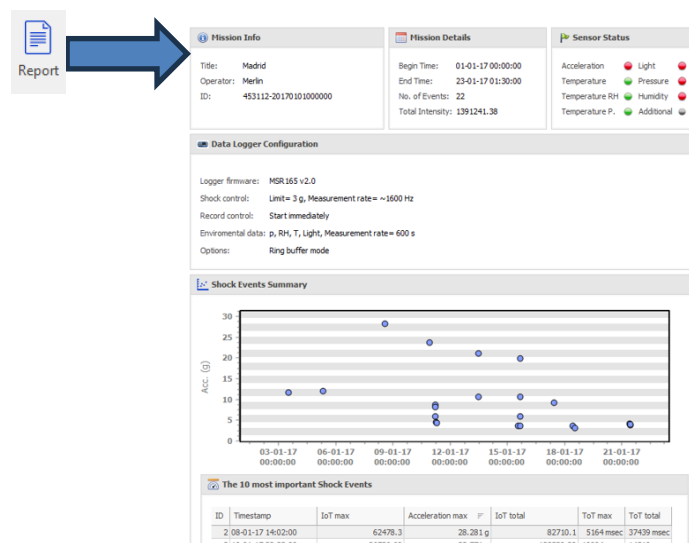 Report
Mission Info
Title: Madrid
Operator: Merlin
ID: 453112-20170101000000
Mission Details
Begin Time: 01-01-17 00:00:00
End Time: 23-01-17 01:30:00
No. of Events: 22
Total Intensity: 1391241.38
Sensor Status
Acceleration Light
Temperature Pressure
Temperature RH Humidity
Temperature P. Additional
Data Logger Configuration
Logger firmware: MSR165 v2.0
Shock control: Limit= 3 g, Measurement rate= ~1600 Hz
Record control: Start immediately
Enviromental data: p, RH, T, Light, Measurement rate= 600 s
Options: Ring buffer mode
Shock Events Summary
Acc. (g)
30
25
20
15
10
5
0
03-01-17 06-01-17 09-01-17 12-01-17 15-01-17 18-01-17 21-01-17
00:00:00 00:00:00 00:00:00 00:00:00 00:00:00 00:00:00 00:00:00
The 10 most important Shock Events
ID Timestamp IoT max Acceleration max IoT total ToT max ToT total
2 08-01-17 14:02:00 62478.3 28.281 g 82710.1 5164 msec 37439 msec